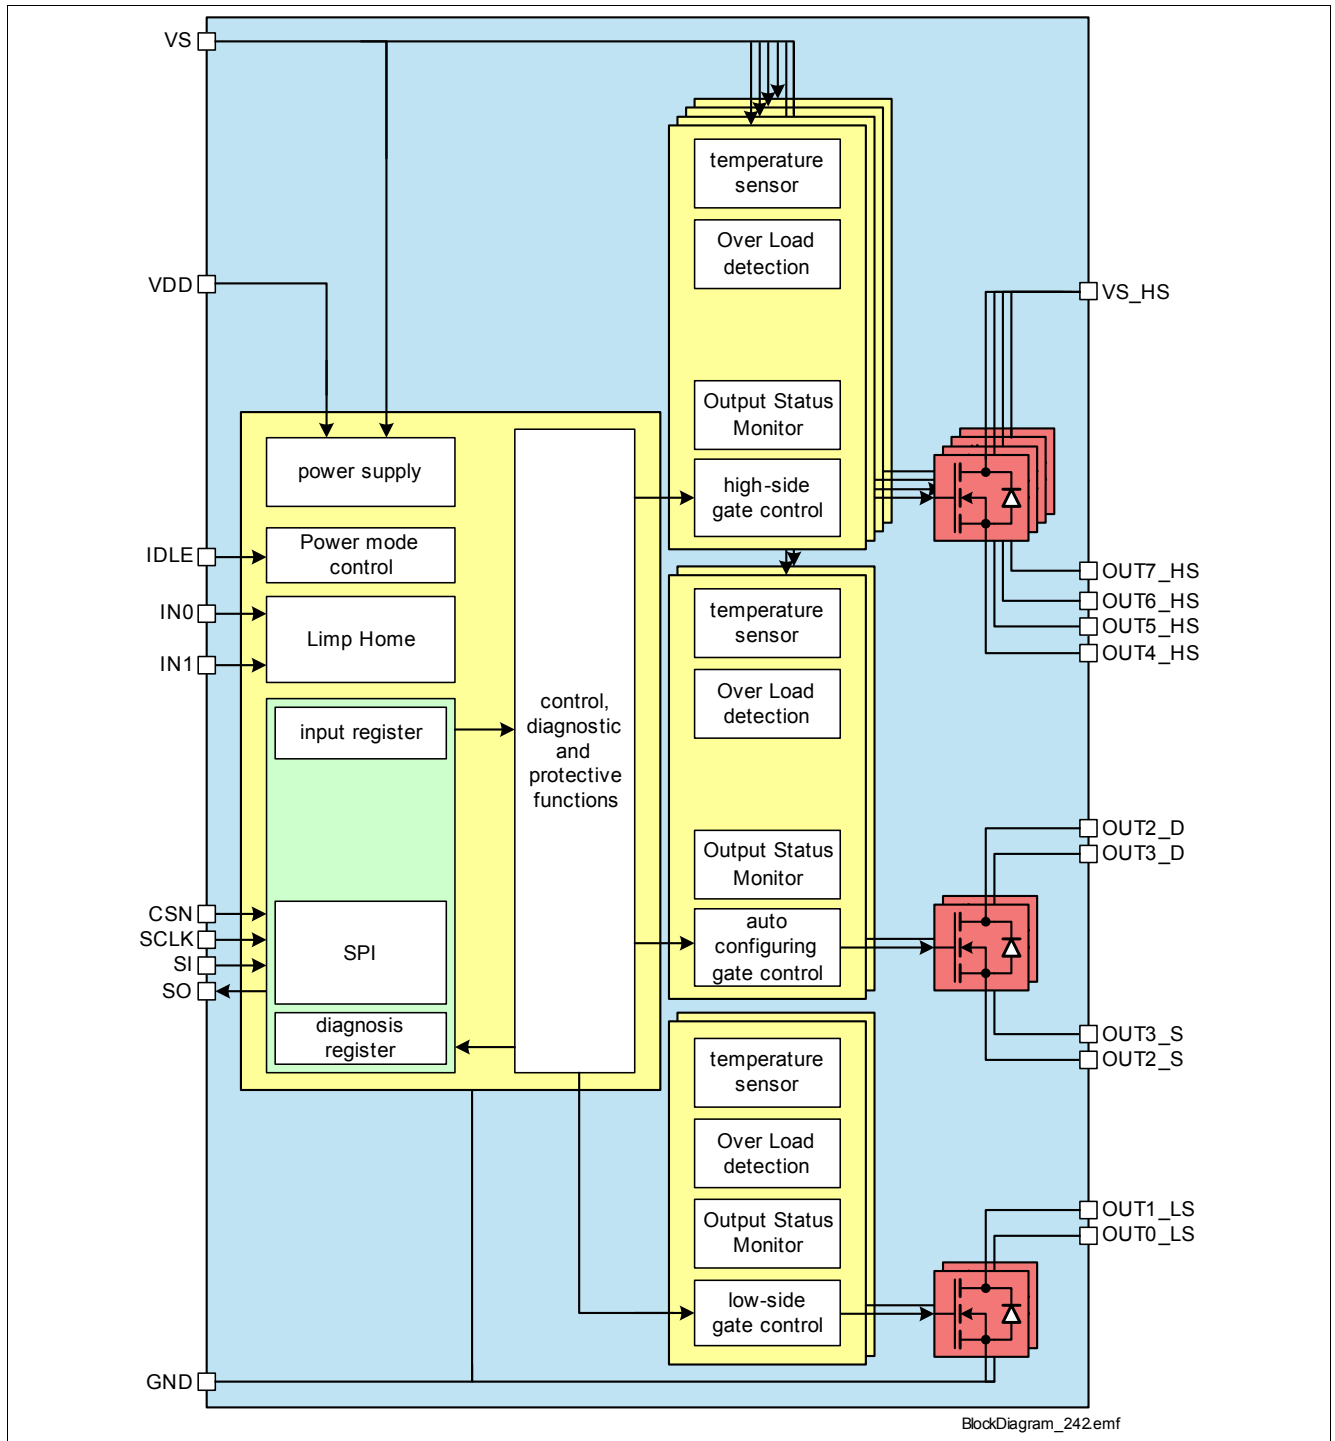 VS
temperature
sensor
Over Load
detection
VDD
VS_HS
Output Status
Monitor
power supply
high-side
gate control
Power mode
control
IDLE
IN0
Limp Home
IN1
OUT7_HS
OUT6_HS
OUT5_HS
OUT4_HS
temperature
sensor
Over Load
detection
input register
control,
diagnostic
and
protective
functions
OUT2_D
OUT3_D
Output Status
Monitor
auto
configuring
gate control
CSN
SCLK
SI
SO
SPI
diagnosis
register
OUT3_S
OUT2_S
temperature
sensor
Over Load
detection
Output Status
Monitor
OUT1_LS
OUT0_LS
low-side
gate control
GND
BlockDiagram_242.emf